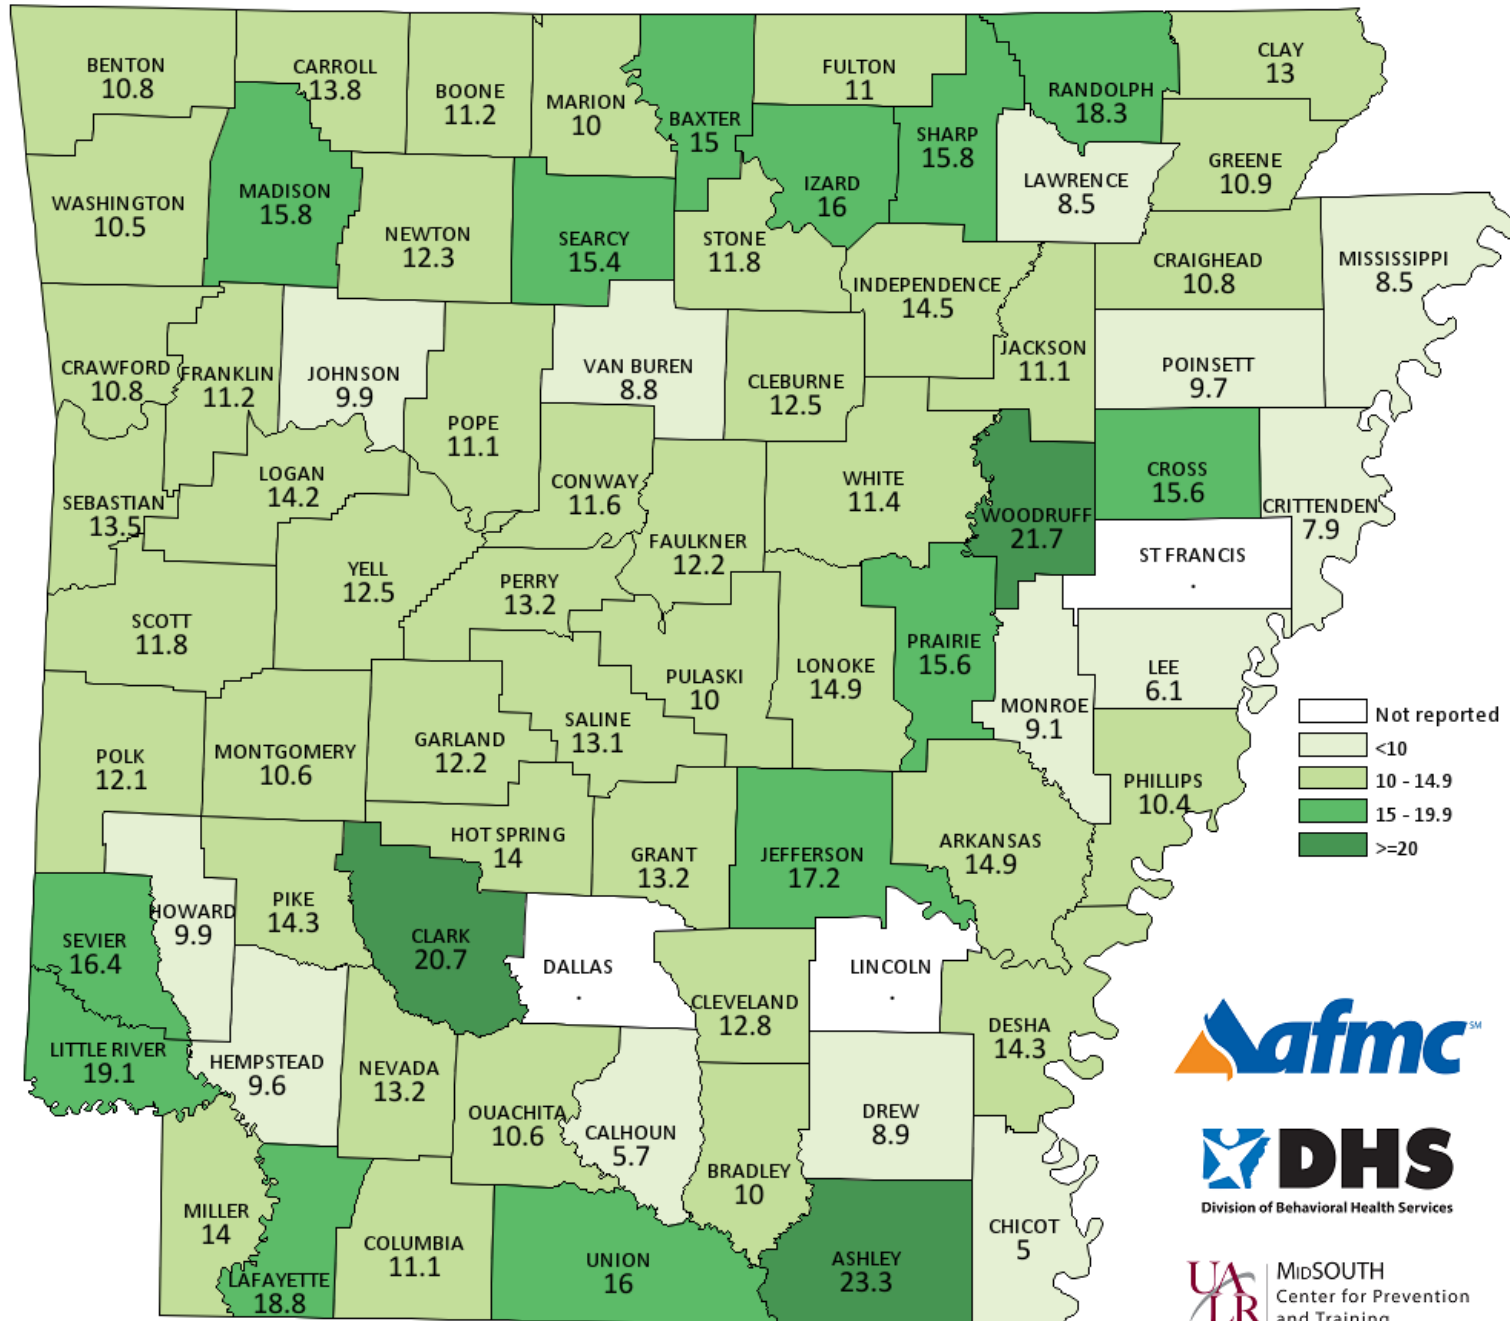 BENTON
10.8
CARROLL
13.8
BOONE
11.2
MARION
10
BAXTER
15
FULTON
11
SHARP
15.8
RANDOLPH
18.3
CLAY
13
IZARD
16
LAWRENCE
8.5
GREENE
10.9
WASHINGTON
10.5
MADISON
15.8
NEWTON
12.3
SEARCY
15.4
STONE
11.8
INDEPENDENCE
14.5
CRAIGHEAD
10.8
MISSISSIPPI
8.5
CRAWFORD
10.8
FRANKLIN
11.2
JOHNSON
9.9
POPE
11.1
VAN BUREN
8.8
CLEBURNE
12.5
JACKSON
11.1
POINSETT
9.7
SEBASTIAN
13.5
LOGAN
14.2
CONWAY
11.6
WHITE
11.4
WOODRUFF
21.7
CROSS
15.6
CRITTENDEN
7.9
ST FRANCIS
.
FAULKNER
12.2
YELL
12.5
PERRY
13.2
SCOTT
11.8
PULASKI
10
LONOKE
14.9
PRAIRIE
15.6
MONROE
9.1
LEE
6.1
Not reported
<10
10 - 14.9
15 - 19.9
>=20
POLK
12.1
MONTGOMERY
10.6
GARLAND
12.2
SALINE
13.1
PHILLIPS
10.4
HOT SPRING
14
GRANT
13.2
JEFFERSON
17.2
ARKANSAS
14.9
HOWARD
9.9
PIKE
14.3
CLARK
20.7
DALLAS
.
LINCOLN
.
SEVIER
16.4
CLEVELAND
12.8
DESHA
14.3
LITTLE RIVER
19.1
HEMPSTEAD
9.6
NEVADA
13.2
OUACHITA
10.6
CALHOUN
5.7
DREW
8.9
BRADLEY
10
MILLER
14
LAFAYETTE
18.8
COLUMBIA
11.1
UNION
16
ASHLEY
23.3
CHICOT
5
afmc SM
DHS
Division of Behavioral Health Services
UALR
MIDSOUTH
Center for Prevention
and Training